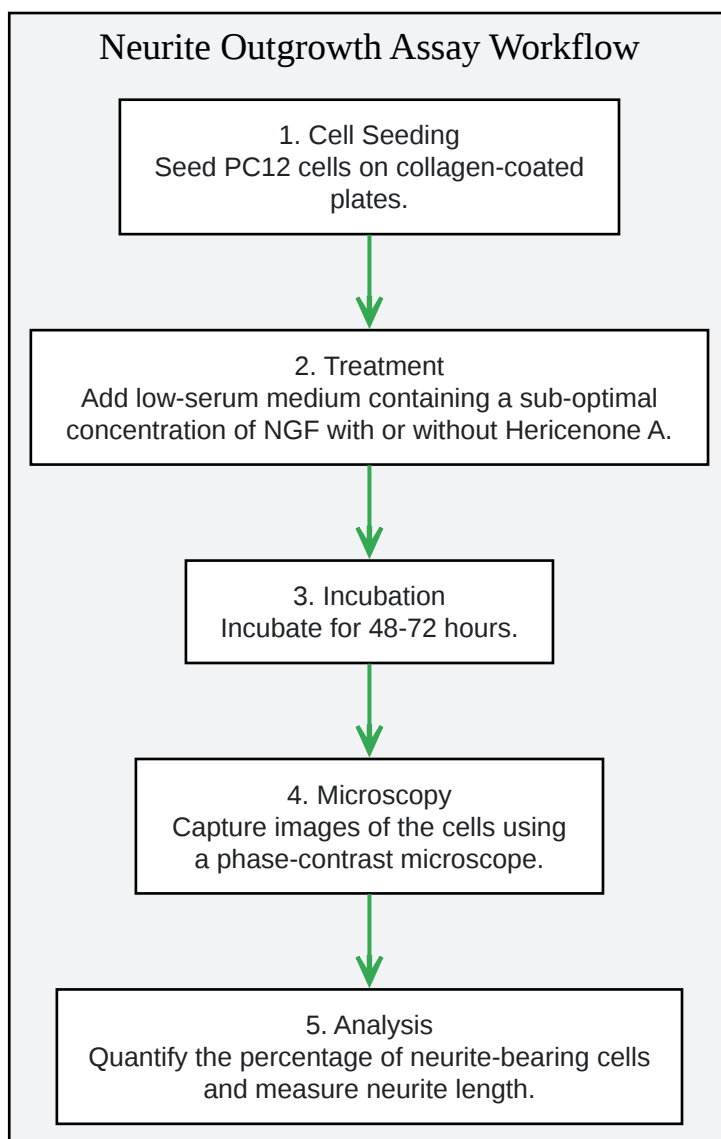 Neurite Outgrowth Assay Workflow
1. Cell Seeding
Seed PC12 cells on collagen-coated
plates.
2. Treatment
Add low-serum medium containing a sub-optimal
concentration of NGF with or without Hericenone A.
3. Incubation
Incubate for 48-72 hours.
4. Microscopy
Capture images of the cells using
a phase-contrast microscope.
5. Analysis
Quantify the percentage of neurite-bearing cells
and measure neurite length.